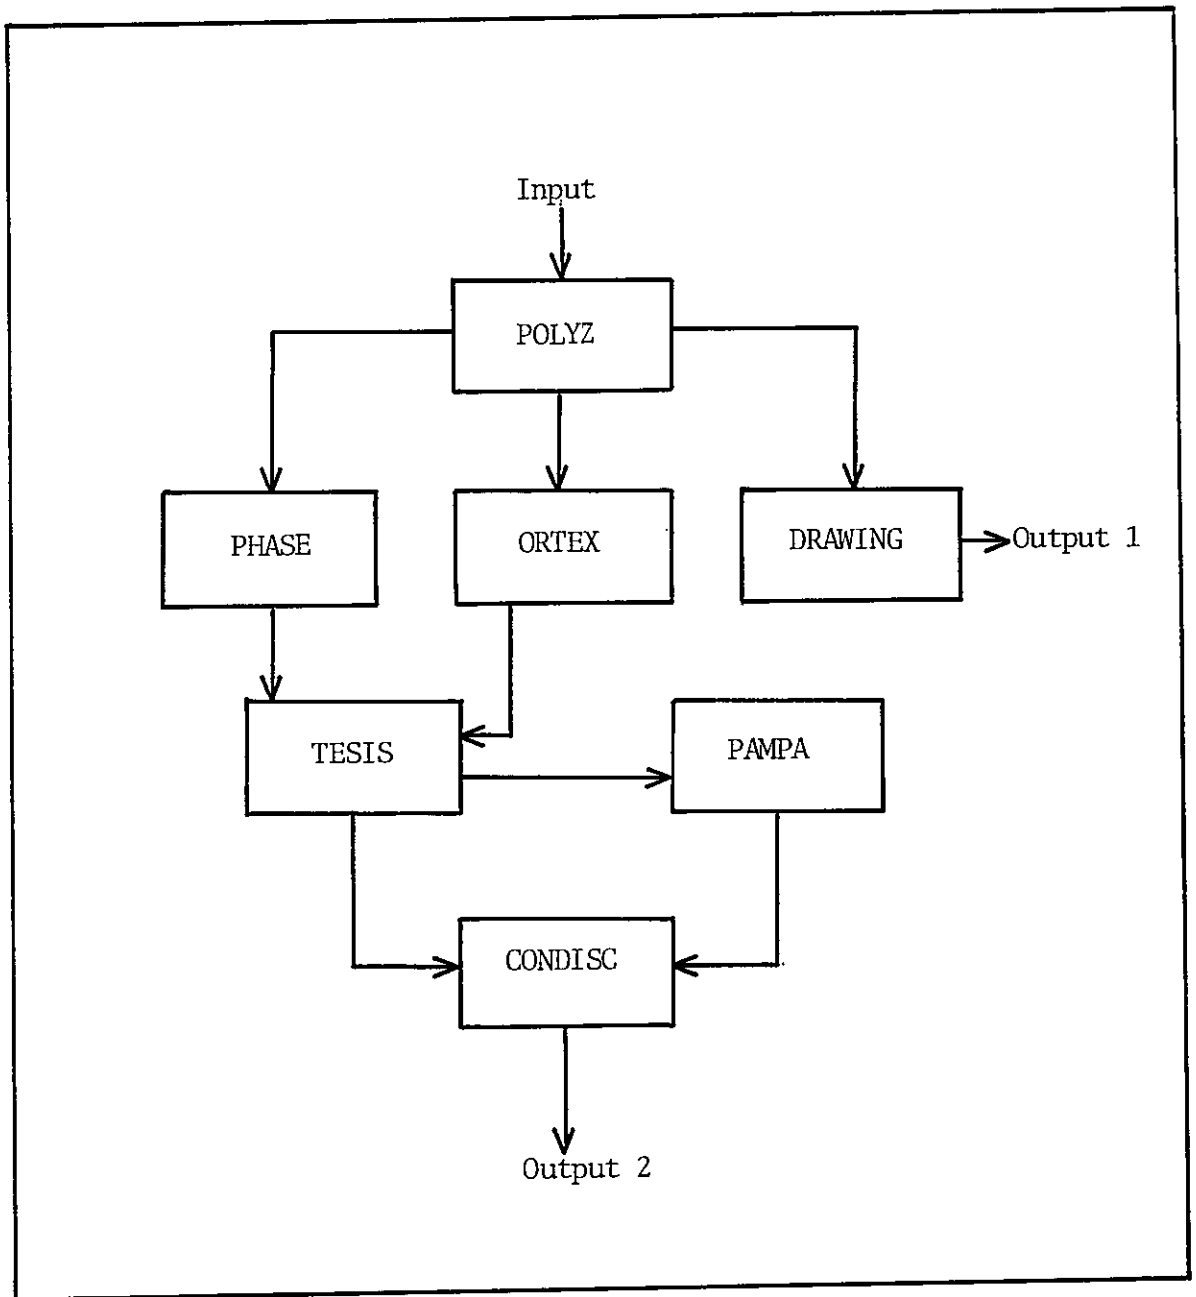 Input
POLYZ
PHASE
ORTEX
DRAWING
Output 1
TESIS
PAMPA
CONDISC
Output 2